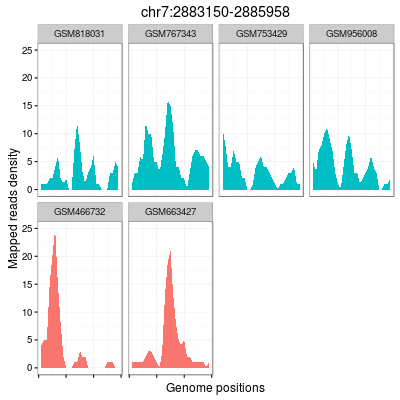 chr7:2883150-2885958
GSM818031 GSM767343 GSM753429 GSM956008
25
20
15
10
5
0
GSM466732 GSM663427
25
20
15
10
5
0
Mapped reads density
Genome positions